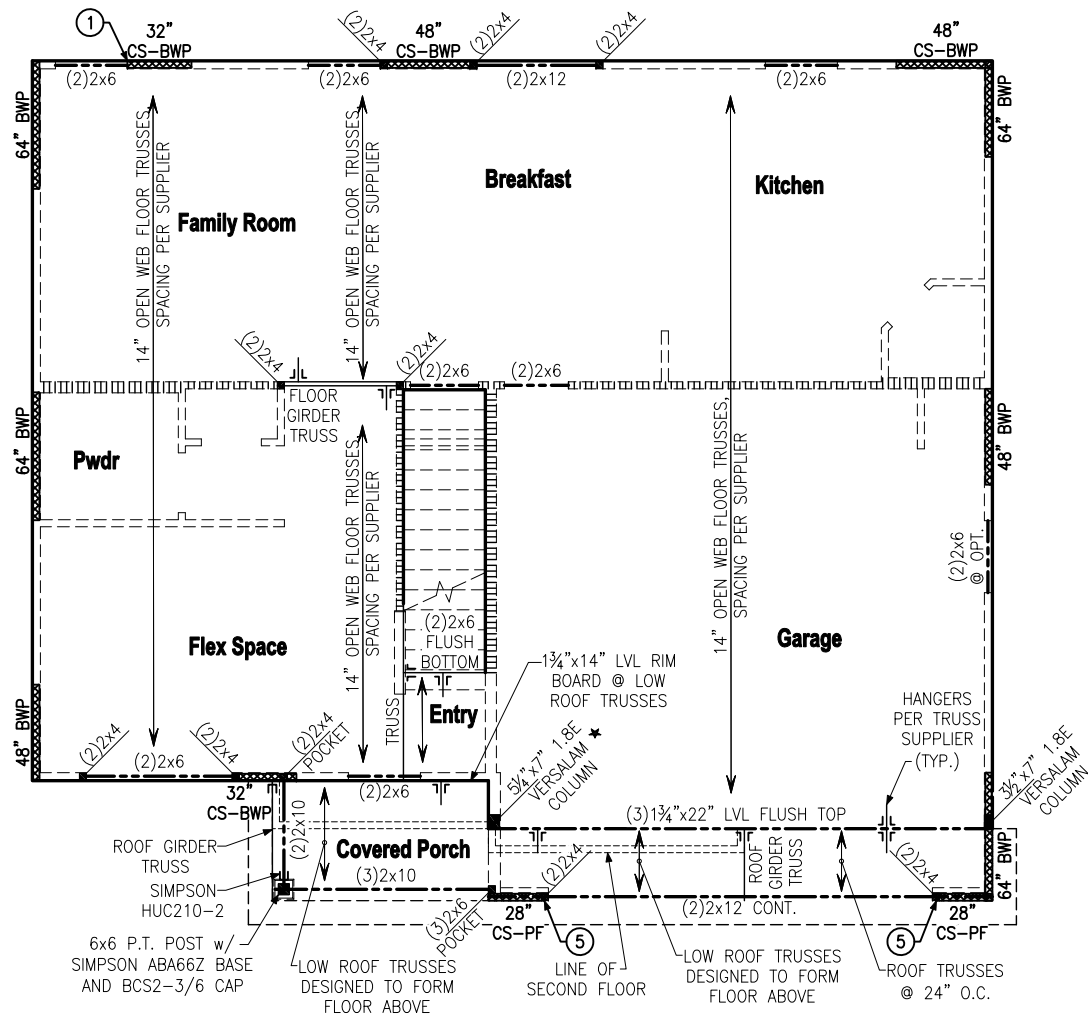 1
32"
CS-BWP
(2)2x4
48"
CS-BWP
(2)2x4
(2)2x4
48"
CS-BWP
(2)2x6
(2)2x6
(2)2x12
(2)2x6
64" BWP
64" BWP
14" OPEN WEB FLOOR TRUSSES,
SPACING PER SUPPLIER
14" OPEN WEB FLOOR TRUSSES,
SPACING PER SUPPLIER
14" OPEN WEB FLOOR TRUSSES,
SPACING PER SUPPLIER
Family Room
Breakfast
Kitchen
(2)2x4
(2)2x4
(2)2x6
(2)2x6
FLOOR
GIRDER
TRUSS
64" BWP
48" BWP
Pwdr
14" OPEN WEB FLOOR TRUSSES,
SPACING PER SUPPLIER
(2)2x6
@ OPT.
(2)2x6
FLUSH
BOTTOM
Flex Space
Garage
1¾"x14" LVL RIM
BOARD @ LOW
ROOF TRUSSES
TRUSS
Entry
HANGERS
PER TRUSS
SUPPLIER
(TYP.)
48" BWP
(2)2x4
(2)2x6
(2)2x4
(2)2x4
POCKET
(2)2x6
5¼"x7" 1.8E
VERSALAM ★
COLUMN
3½"x7" 1.8E
VERSALAM
COLUMN
32"
CS-BWP
(2)2x10
(3)1¾"x22" LVL FLUSH TOP
ROOF GIRDER
TRUSS
Covered Porch
(2)2x4
ROOF
GIRDER
TRUSS
(2)2x4
64" BWP
SIMPSON
HUC210-2
(3)2x10
(2)2x12 CONT.
(3)2x6
POCKET
28"
CS-PF
5
5
28"
CS-PF
6x6 P.T. POST w/
SIMPSON ABA66Z BASE
AND BCS2-3/6 CAP
LOW ROOF TRUSSES
DESIGNED TO FORM
FLOOR ABOVE
LINE OF
SECOND FLOOR
LOW ROOF TRUSSES
DESIGNED TO FORM
FLOOR ABOVE
ROOF TRUSSES
@ 24" O.C.